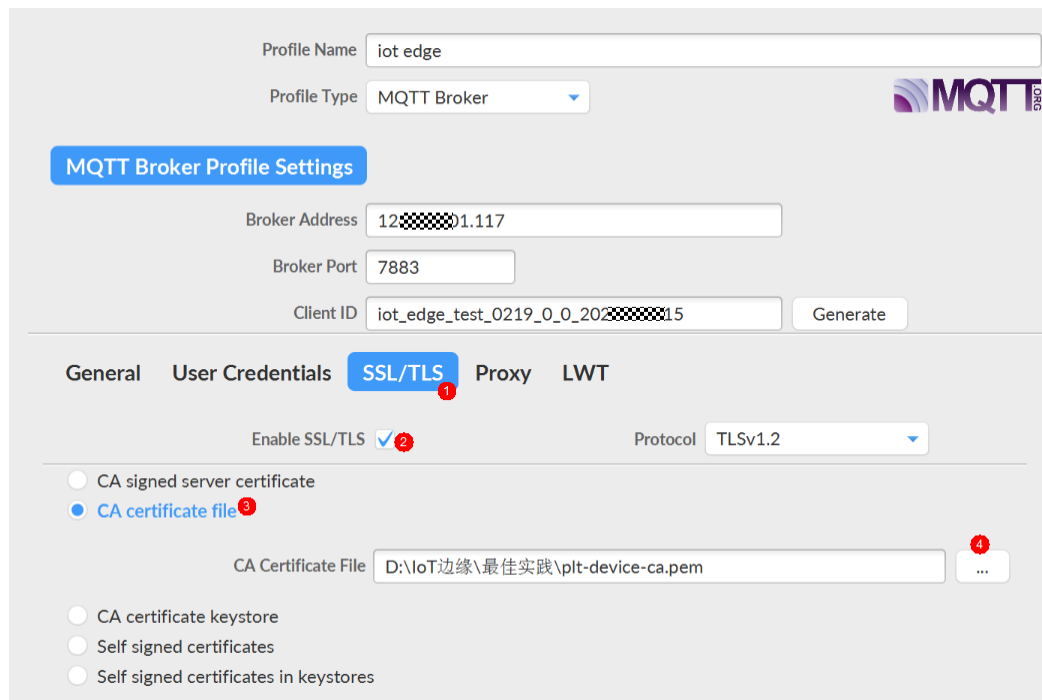 Profile Name iot edge
Profile Type MQTT Broker
MQTT.ORG
MQTT Broker Profile Settings
Broker Address 12 01.117
Broker Port 7883
Client ID iot_edge_test_0219_0_0_202 15 Generate
General User Credentials SSL/TLS Proxy LWT
1
Enable SSL/TLS 2 Protocol TLSv1.2
CA signed server certificate
CA certificate file 3
4
CA Certificate File D:\IoT边缘\最佳实践\plt-device-ca.pem ...
CA certificate keystore
Self signed certificates
Self signed certificates in keystores